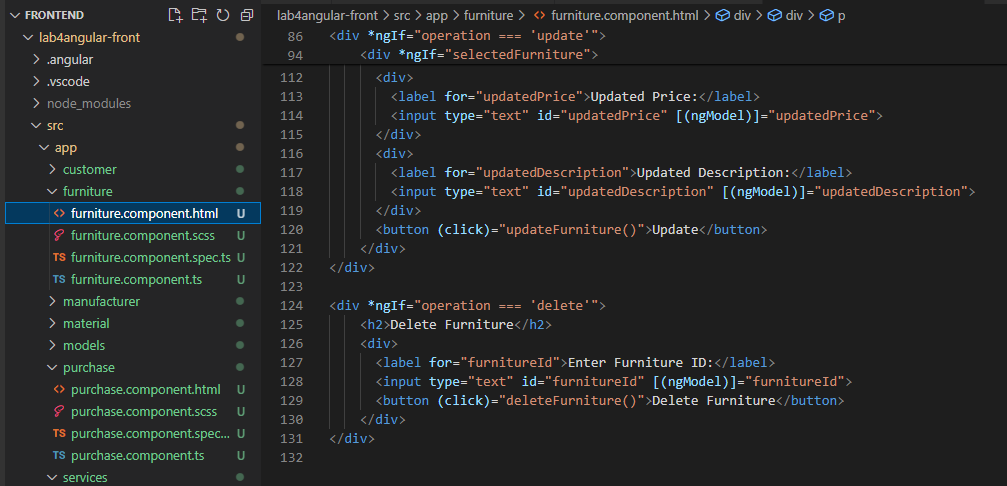 FRONTEND
lab4angular-front
.angular
.vscode
node_modules
src
app
customer
furniture
furniture.component.html U
furniture.component.scss U
furniture.component.spec.ts U
TS furniture.component.ts U
manufacturer
material
models
purchase
purchase.component.html U
purchase.component.scss U
TS purchase.component.spec... U
TS purchase.component.ts U
services
lab4angular-front > src > app > furniture > furniture.component.html > div > div > p
86 <div *ngIf="operation === 'update'">
94 <div *ngIf="selectedFurniture">
112 <div>
113 <label for="updatedPrice">Updated Price:</label>
114 <input type="text" id="updatedPrice" [(ngModel)]="updatedPrice">
115 </div>
116 <div>
117 <label for="updatedDescription">Updated Description:</label>
118 <input type="text" id="updatedDescription" [(ngModel)]="updatedDescription">
119 </div>
120 <button (click)="updateFurniture()">Update</button>
121 </div>
122 </div>
123
124 <div *ngIf="operation === 'delete'">
125 <h2>Delete Furniture</h2>
126 <div>
127 <label for="furnitureId">Enter Furniture ID:</label>
128 <input type="text" id="furnitureId" [(ngModel)]="furnitureId">
129 <button (click)="deleteFurniture()">Delete Furniture</button>
130 </div>
131 </div>
132